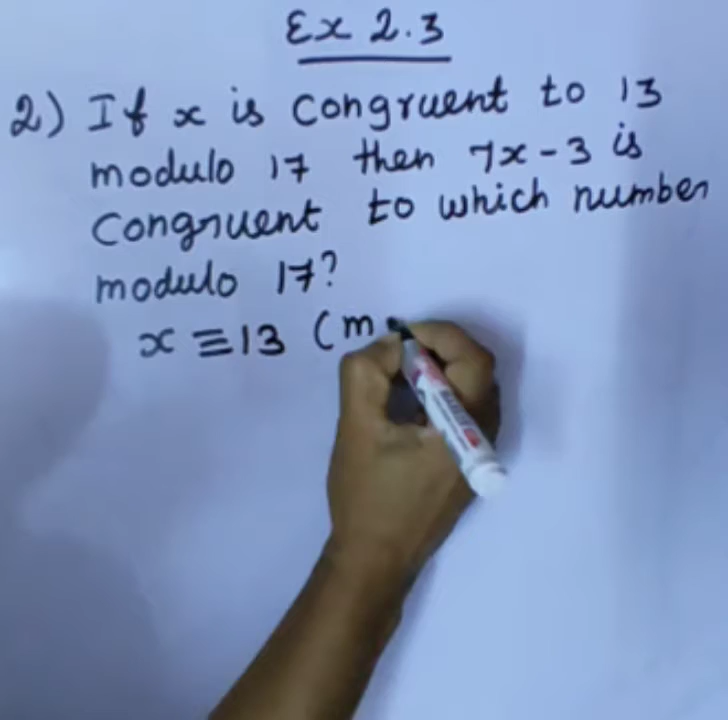 Ex 2.3
2) If x is congruent to 13
modulo 17 then 7x-3 is
congruent to which number
modulo 17?
x ≡ 13 (m